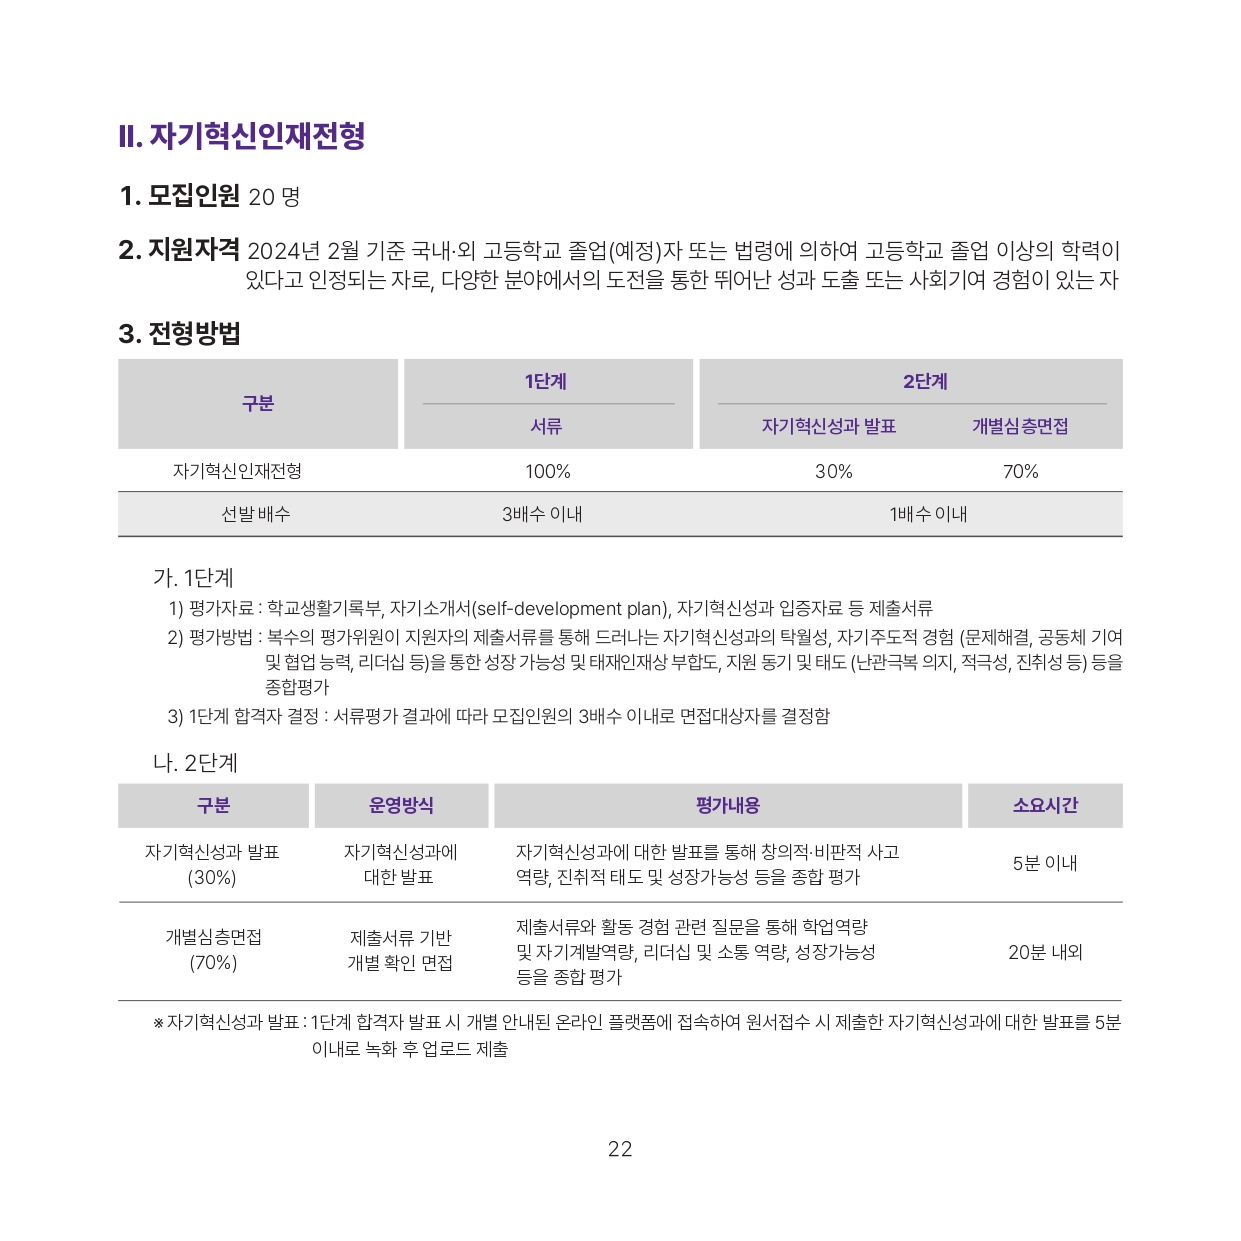 II. 자기혁신인재전형
1. 모집인원 20 명
2. 지원자격 2024년 2월 기준 국내·외 고등학교 졸업(예정)자 또는 법령에 의하여 고등학교 졸업 이상의 학력이
있다고 인정되는 자로, 다양한 분야에서의 도전을 통한 뛰어난 성과 도출 또는 사회기여 경험이 있는 자
3. 전형방법
구분 1단계 2단계
서류 자기혁신성과 발표 개별심층면접
자기혁신인재전형 100% 30% 70%
선발 배수 3배수 이내 1배수 이내
가. 1단계
1) 평가자료 : 학교생활기록부, 자기소개서(self-development plan), 자기혁신성과 입증자료 등 제출서류
2) 평가방법 : 복수의 평가위원이 지원자의 제출서류를 통해 드러나는 자기혁신성과의 탁월성, 자기주도적 경험 (문제해결, 공동체 기여
및 협업 능력, 리더십 등)을 통한 성장 가능성 및 태재인재상 부합도, 지원 동기 및 태도 (난관극복 의지, 적극성, 진취성 등) 등을
종합평가
3) 1단계 합격자 결정 : 서류평가 결과에 따라 모집인원의 3배수 이내로 면접대상자를 결정함
나. 2단계
구분 운영방식 평가내용 소요시간
자기혁신성과 발표 자기혁신성과에 자기혁신성과에 대한 발표를 통해 창의적·비판적 사고 5분 이내
(30%) 대한 발표 역량, 진취적 태도 및 성장가능성 등을 종합 평가
개별심층면접 제출서류 기반 제출서류와 활동 경험 관련 질문을 통해 학업역량 20분 내외
(70%) 개별 확인 면접 및 자기계발역량, 리더십 및 소통 역량, 성장가능성
등을 종합 평가
※ 자기혁신성과 발표 : 1단계 합격자 발표 시 개별 안내된 온라인 플랫폼에 접속하여 원서접수 시 제출한 자기혁신성과에 대한 발표를 5분
이내로 녹화 후 업로드 제출
22